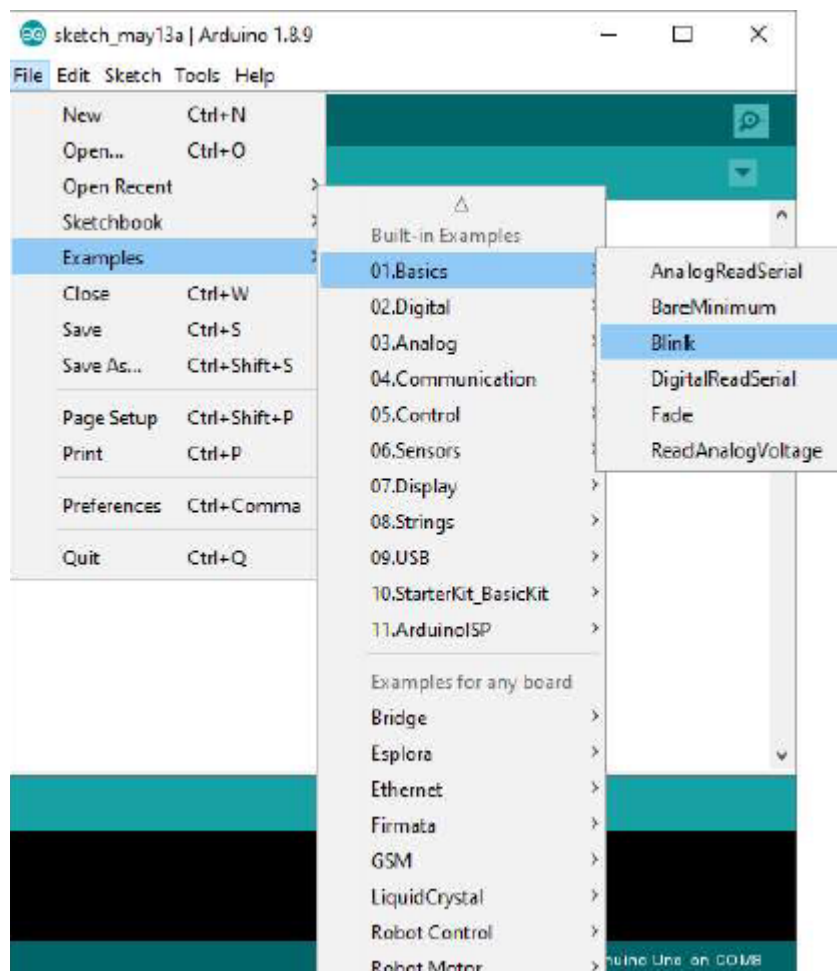 sketch_may13a | Arduino 1.8.9
File Edit Sketch Tools Help
New Ctrl+N
Open... Ctrl+O
Open Recent
Sketchbook
Examples
Close Ctrl+W
Save Ctrl+S
Save As... Ctrl+Shift+S
Page Setup Ctrl+Shift+P
Print Ctrl+P
Preferences Ctrl+Comma
Quit Ctrl+Q
Built-in Examples
01.Basics
02.Digital
03.Analog
04.Communication
05.Control
06.Sensors
07.Display
08.Strings
09.USB
10.StarterKit_BasicKit
11.ArduinoISP
Examples for any board
Bridge
Esplora
Ethernet
Firmata
GSM
LiquidCrystal
Robot Control
Robot Motor
AnalogReadSerial
BareMinimum
Blink
DigitalReadSerial
Fade
ReadAnalogVoltage
Uno on COM8